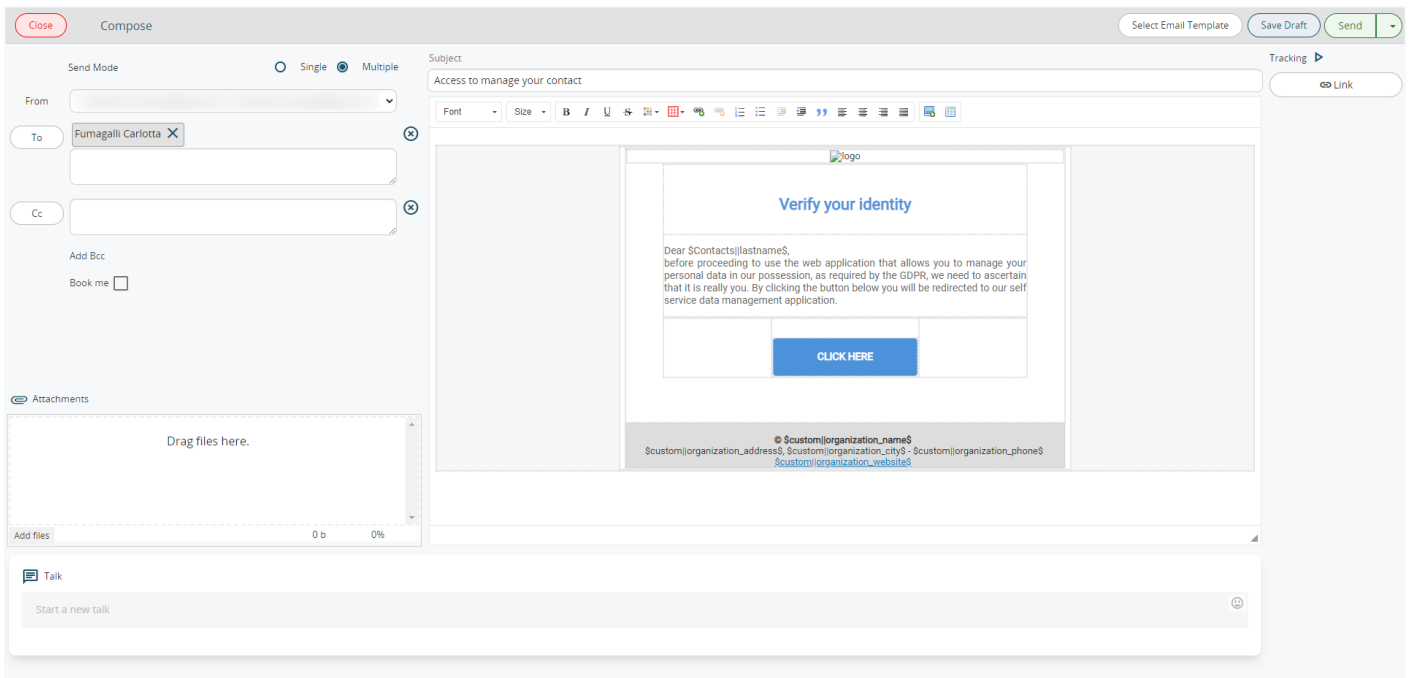 Close
Compose
Select Email Template
Save Draft
Send
Send Mode
Single
Multiple
From
To
Fumagalli Carlotta
Cc
Add Bcc
Book me
Attachments
Drag files here.
Add files
0 b
0%
Subject
Access to manage your contact
Font
Size
B I U S
logo
Verify your identity
Dear $Contacts||lastname$,
before proceeding to use the web application that allows you to manage your
personal data in our possession, as required by the GDPR, we need to ascertain
that it is really you. By clicking the button below you will be redirected to our self
service data management application.
CLICK HERE
© $custom||organization_name$
$custom||organization_address$, $custom||organization_city$ - $custom||organization_phone$
$custom||organization_website$
Tracking
Link
Talk
Start a new talk